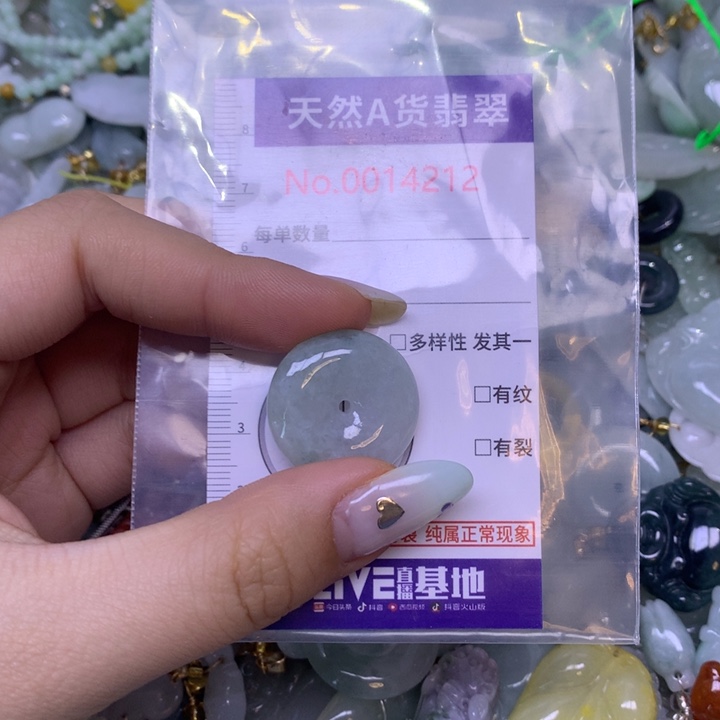 天然A货翡翠
8
No.0014212
7
每单数量
6
□多样性 发其一
□有纹
3
□有裂
裂 纯属正常现象
LIVE直播基地
今日头条 抖音 西瓜视频 抖音火山版